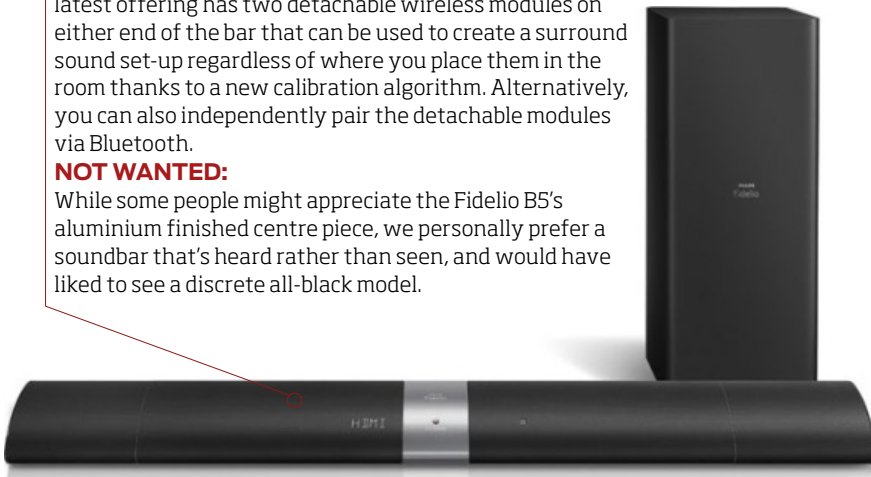 latest offering has two detachable wireless modules on
either end of the bar that can be used to create a surround
sound set-up regardless of where you place them in the
room thanks to a new calibration algorithm. Alternatively,
you can also independently pair the detachable modules
via Bluetooth.
NOT WANTED:
While some people might appreciate the Fidelio B5's
aluminium finished centre piece, we personally prefer a
soundbar that's heard rather than seen, and would have
liked to see a discrete all-black model.
PHILIPS
fidelio
HDMI